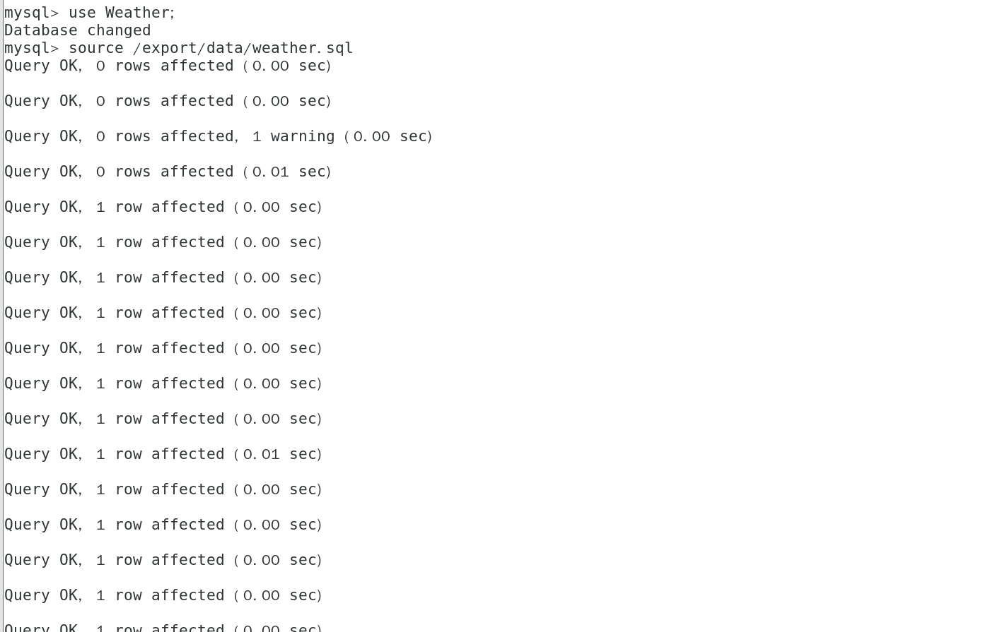 mysql> use Weather;
Database changed
mysql> source /export/data/weather.sql
Query OK, 0 rows affected (0.00 sec)
Query OK, 0 rows affected (0.00 sec)
Query OK, 0 rows affected, 1 warning (0.00 sec)
Query OK, 0 rows affected (0.01 sec)
Query OK, 1 row affected (0.00 sec)
Query OK, 1 row affected (0.00 sec)
Query OK, 1 row affected (0.00 sec)
Query OK, 1 row affected (0.00 sec)
Query OK, 1 row affected (0.00 sec)
Query OK, 1 row affected (0.00 sec)
Query OK, 1 row affected (0.00 sec)
Query OK, 1 row affected (0.01 sec)
Query OK, 1 row affected (0.00 sec)
Query OK, 1 row affected (0.00 sec)
Query OK, 1 row affected (0.00 sec)
Query OK, 1 row affected (0.00 sec)
Query OK, 1 row affected (0.00 sec)